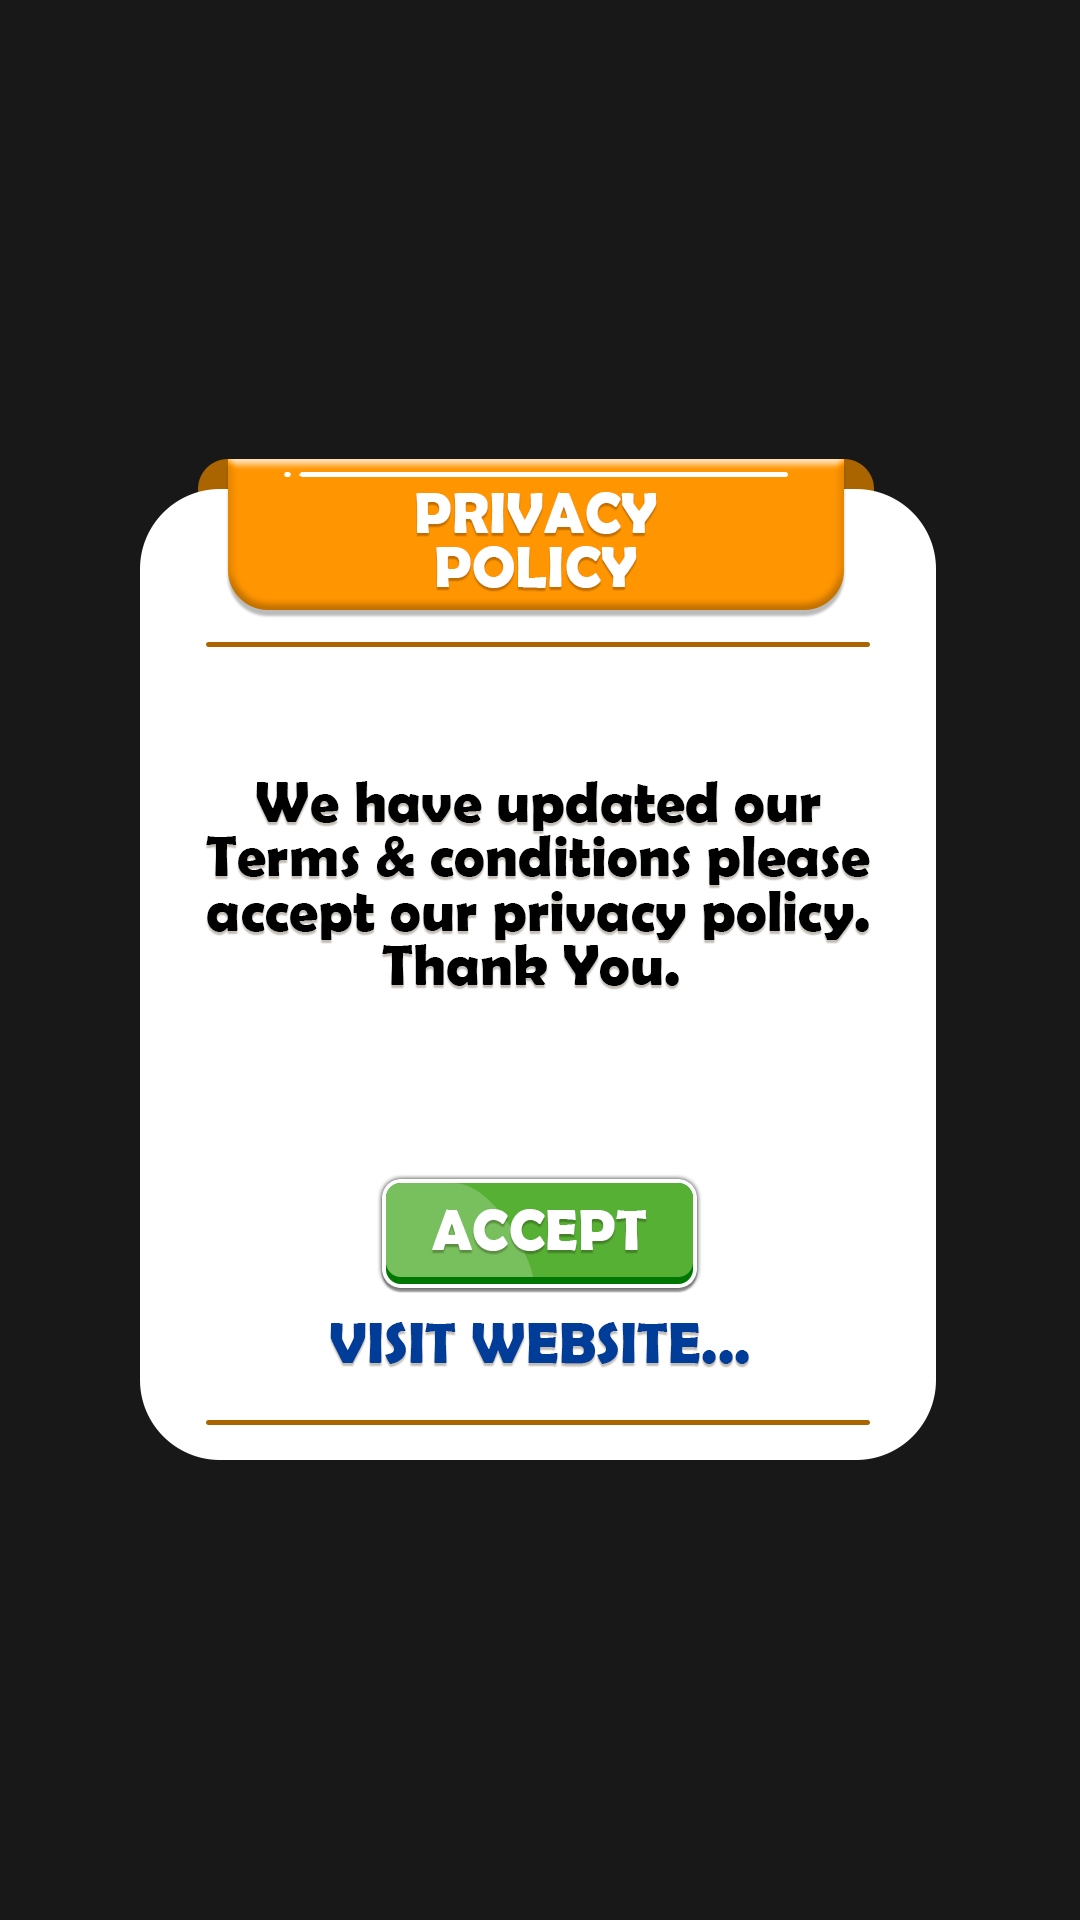 PRIVACY
POLICY
We have updated our
Terms & conditions please
accept our privacy policy.
Thank You.
ACCEPT
VISIT WEBSITE...